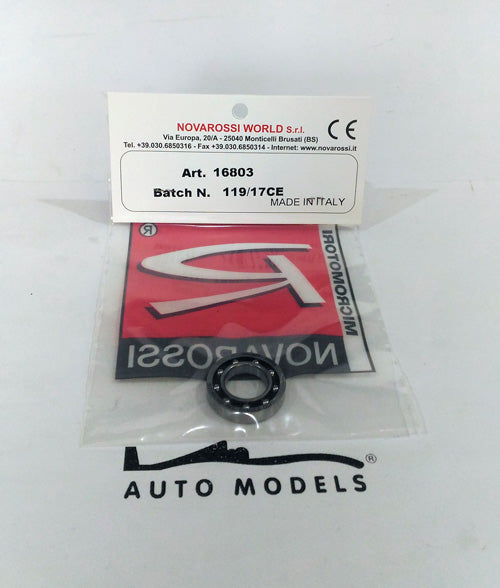 NOVAROSSI WORLD S.r.l.
Via Europa, 20/A - 25040 Monticelli Brusati (BS)
Tel. +39.030.6850316 - Fax +39.030.6850314 - Internet: www.novarossi.it
CE
Art. 16803
Batch N. 119/17CE
MADE IN ITALY
®
MICROMOTORI
NOVAROSSI
®
AUTO MODELS